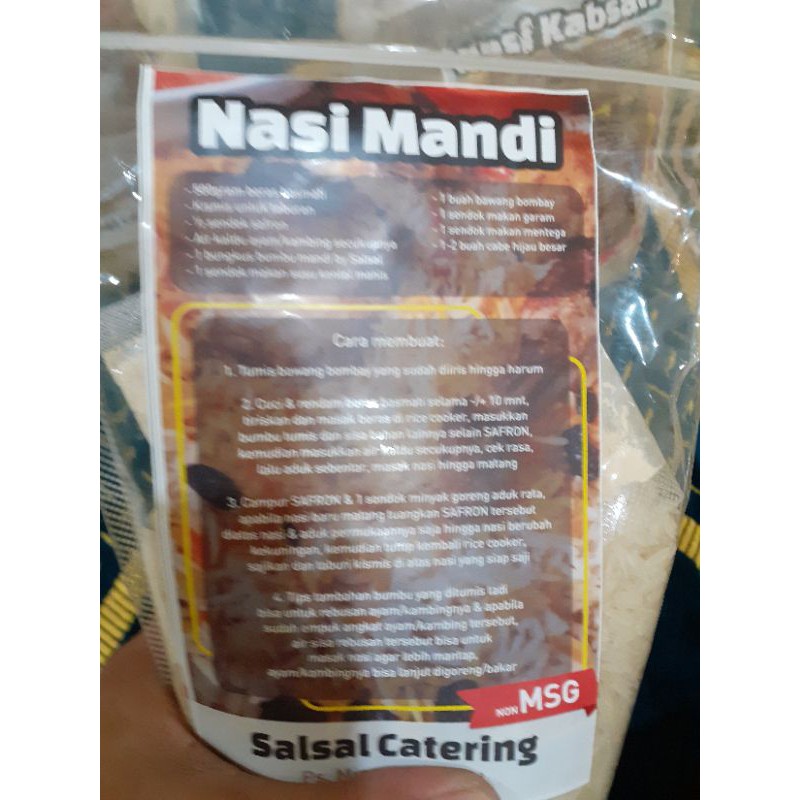 Nasi Kabsah
Nasi Mandi
- 500gram beras basmati
- Kismis untuk taburan
- ½ sendok safron
- Air kaldu ayam/kambing secukupnya
- 1 bungkus bumbu mandi by Salsal
- 1 sendok makan susu kental manis
- 1 buah bawang bombay
- 1 sendok makan garam
- 1 sendok makan mentega
- 1-2 buah cabe hijau besar
Cara membuat:
1. Tumis bawang bombay yang sudah diiris hingga harum
2. Cuci & rendam beras basmati selama -/+ 10 mnt,
tiriskan dan masak beras di rice cooker, masukkan
bumbu tumis dan sisa bahan lainnya selain SAFRON,
kemudian masukkan air kaldu secukupnya, cek rasa,
lalu aduk sebentar, masak nasi hingga matang
3. Campur SAFRON & 1 sendok minyak goreng aduk rata,
apabila nasi baru matang tuangkan SAFRON tersebut
diatas nasi & aduk permukaannya saja hingga nasi berubah
kekuningan, kemudian tutup kembali rice cooker,
sajikan dan taburi kismis di atas nasi yang siap saji
4. Tips tambahan bumbu yang ditumis tadi
bisa untuk rebusan ayam/kambingnya & apabila
sudah empuk angkat ayam/kambing tersebut,
air sisa rebusan tersebut bisa untuk
masak nasi agar lebih mantap,
ayam/kambingnya bisa lanjut digoreng/bakar
NON MSG
Salsal Catering